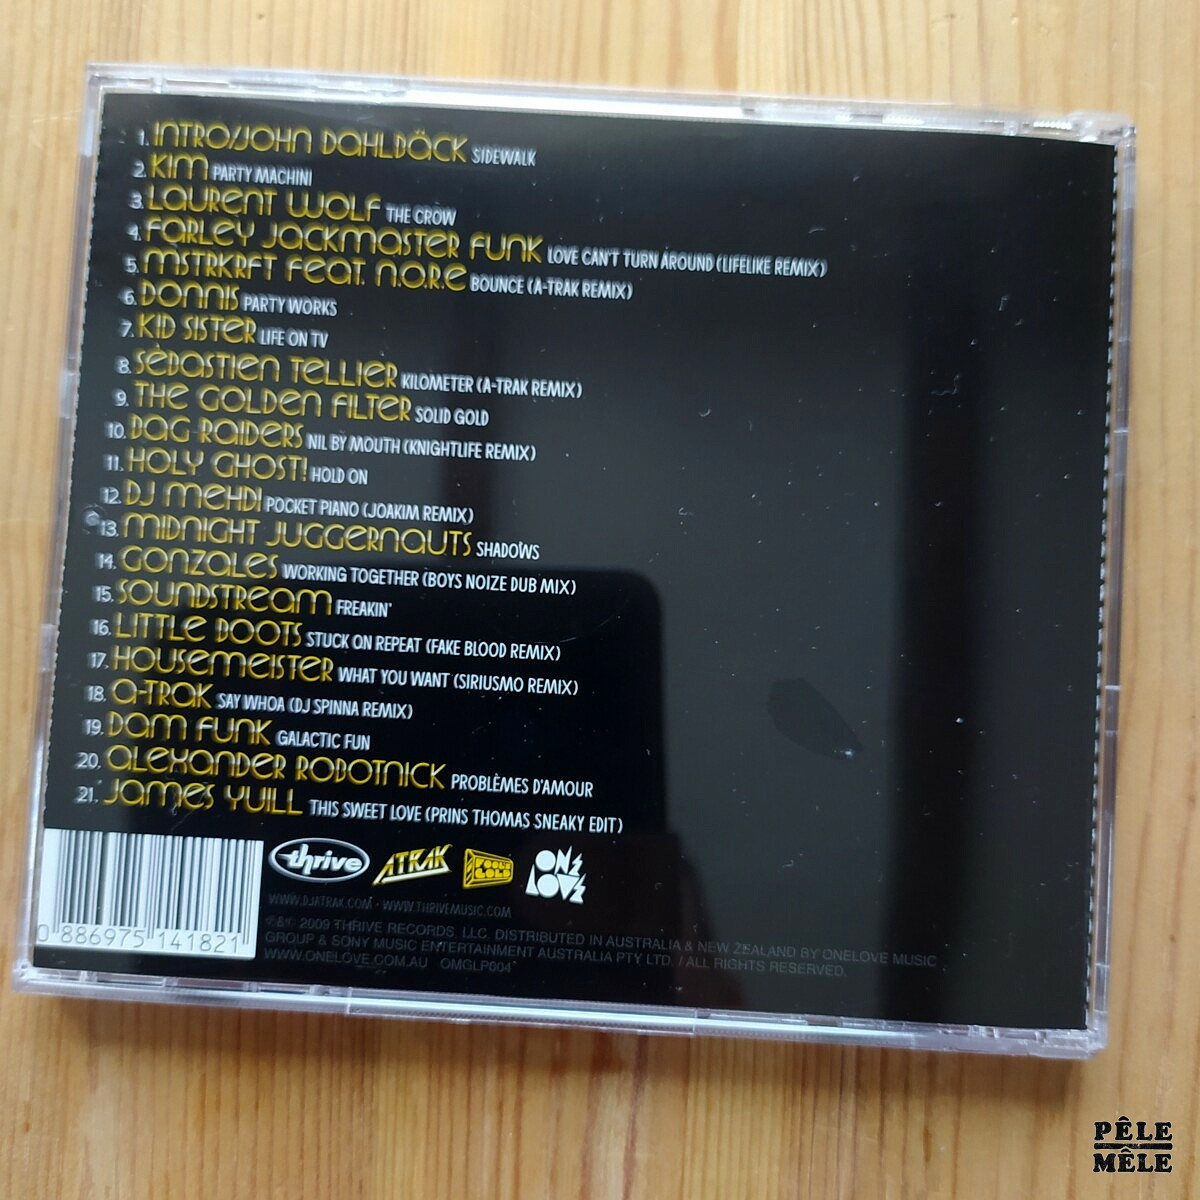 1. INTRO/JOHN DAHLBÄCK SIDEWALK
2. KIM PARTY MACHINI
3. LAURENT WOLF THE CROW
4. FARLEY JACKMASTER FUNK LOVE CAN'T TURN AROUND (LIFELIKE REMIX)
5. MSTRKRFT FEAT. N.O.R.E BOUNCE (A-TRAK REMIX)
6. DONNIS PARTY WORKS
7. KID SISTER LIFE ON TV
8. SÈBASTIEN TELLIER KILOMETER (A-TRAK REMIX)
9. THE GOLDEN FILTER SOLID GOLD
10. BAG RAIDERS NIL BY MOUTH (KNIGHTLIFE REMIX)
11. HOLY GHOST! HOLD ON
12. DJ MEHDI POCKET PIANO (JOAKIM REMIX)
13. MIDNIGHT JUGGERNAUTS SHADOWS
14. GONZALES WORKING TOGETHER (BOYS NOIZE DUB MIX)
15. SOUNDSTREAM FREAKIN'
16. LITTLE BOOTS STUCK ON REPEAT (FAKE BLOOD REMIX)
17. HOUSEMEISTER WHAT YOU WANT (SIRIUSMO REMIX)
18. A-TRAK SAY WHOA (DJ SPINNA REMIX)
19. DAM FUNK GALACTIC FUN
20. ALEXANDER ROBOTNICK PROBLÈMES D'AMOUR
21. JAMES YUILL THIS SWEET LOVE (PRINS THOMAS SNEAKY EDIT)
thrive ATRAK FOOL'S GOLD ONE LOVE
WWW.DJATRAK.COM · WWW.THRIVEMUSIC.COM
℗&© 2009 THRIVE RECORDS, LLC. DISTRIBUTED IN AUSTRALIA & NEW ZEALAND BY ONELOVE MUSIC
GROUP & SONY MUSIC ENTERTAINMENT AUSTRALIA PTY LTD. / ALL RIGHTS RESERVED.
WWW.ONELOVE.COM.AU OMGLP004
0 886975 141821
PÊLE
MÊLE